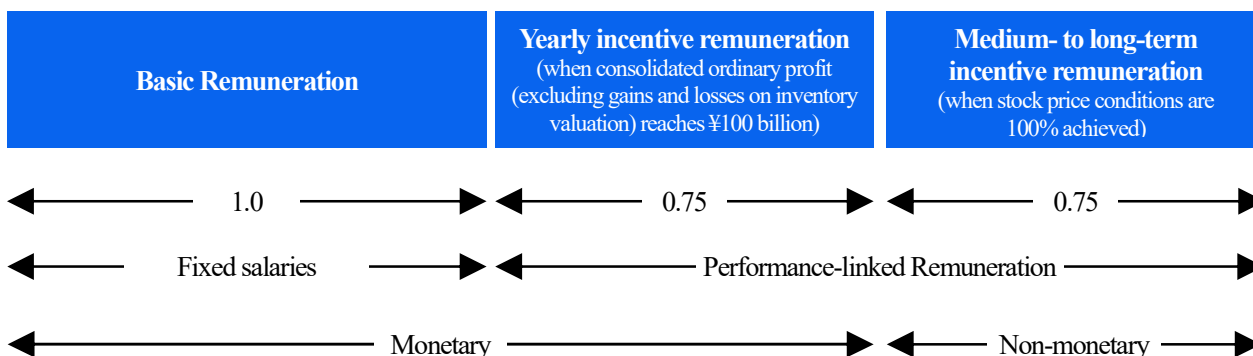 Basic Remuneration
Yearly incentive remuneration
(when consolidated ordinary profit
(excluding gains and losses on inventory
valuation) reaches ¥100 billion)
Medium- to long-term
incentive remuneration
(when stock price conditions are
100% achieved)
1.0
0.75
0.75
Fixed salaries
Performance-linked Remuneration
Monetary
Non-monetary